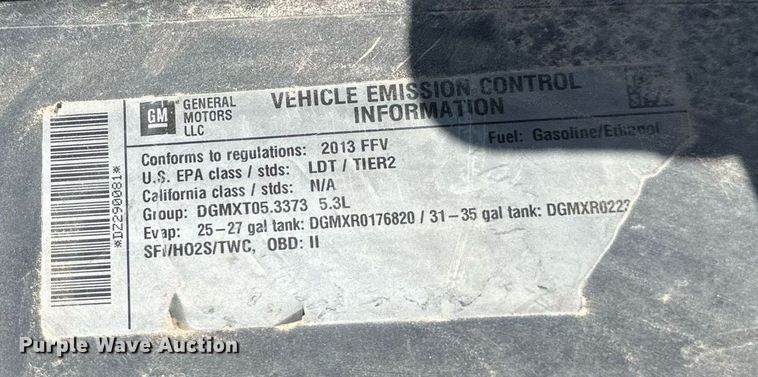 GM GENERAL MOTORS LLC
VEHICLE EMISSION CONTROL
INFORMATION
Conforms to regulations: 2013 FFV
Fuel: Gasoline/Ethanol
U.S. EPA class / stds: LDT / TIER2
California class / stds: N/A
Group: DGMXT05.3373 5.3L
Evap: 25-27 gal tank: DGMXR0176820 / 31-35 gal tank: DGMXR0223
SFI/HO2S/TWC, OBD: II
*DZ290081*
Purple Wave Auction